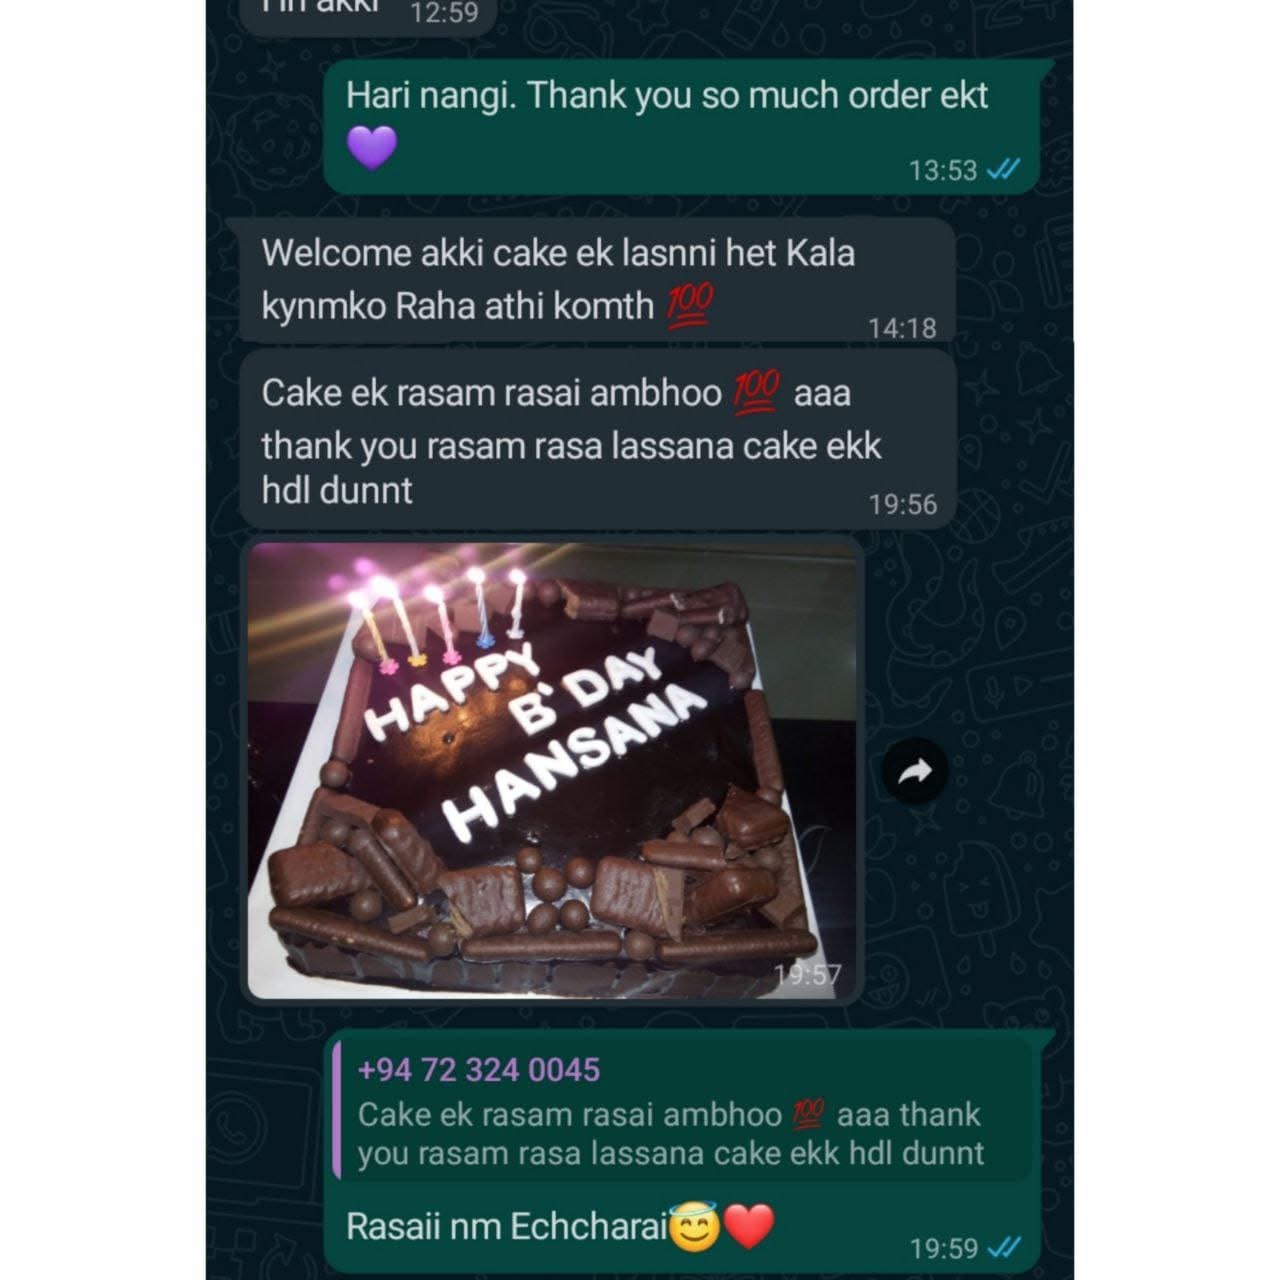 12:59
Hari nangi. Thank you so much order ekt
💜
13:53
Welcome akki cake ek lasnni het Kala
kynmko Raha athi komth 💯
14:18
Cake ek rasam rasai ambhoo 💯 aaa
thank you rasam rasa lassana cake ekk
hdl dunnt
19:56
HAPPY
B'DAY
HANSANA
19:57
+94 72 324 0045
Cake ek rasam rasai ambhoo 💯 aaa thank
you rasam rasa lassana cake ekk hdl dunnt
Rasaii nm Echcharai😇❤️
19:59